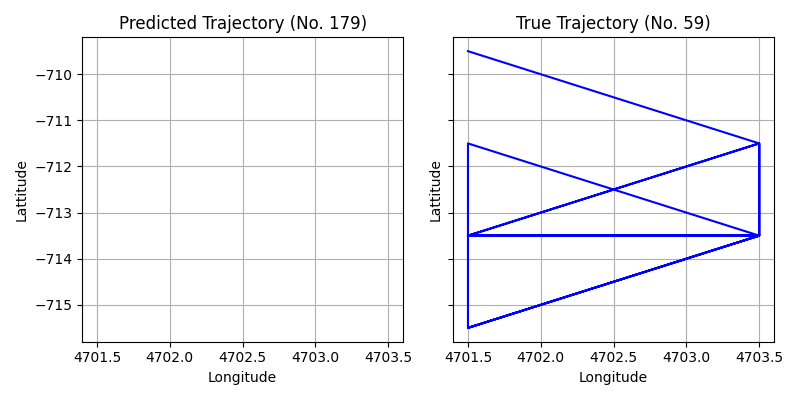 Predicted Trajectory (No. 179)
Lattitude
−710
−711
−712
−713
−714
−715
4701.5 4702.0 4702.5 4703.0 4703.5
Longitude
True Trajectory (No. 59)
Lattitude
4701.5 4702.0 4702.5 4703.0 4703.5
Longitude